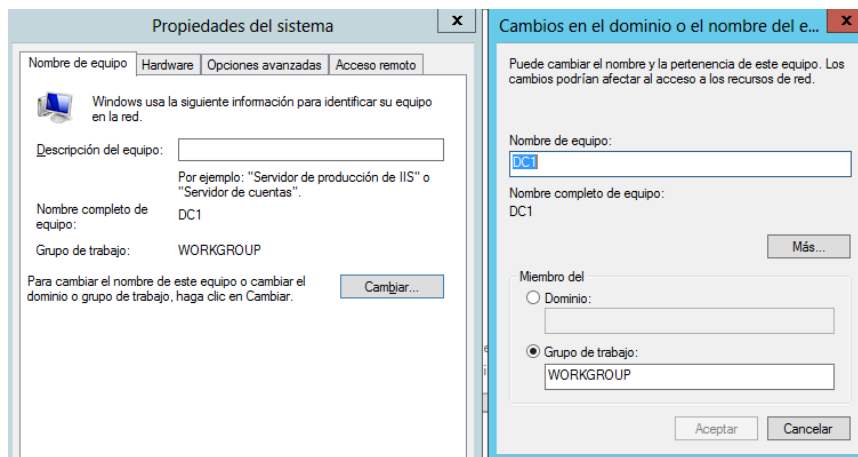 Propiedades del sistema
x
Nombre de equipo
Hardware
Opciones avanzadas
Acceso remoto
Windows usa la siguiente información para identificar su equipo
en la red.
Descripción del equipo:
Por ejemplo: "Servidor de producción de IIS" o
"Servidor de cuentas".
Nombre completo de
equipo:
DC1
Grupo de trabajo:
WORKGROUP
Para cambiar el nombre de este equipo o cambiar el
dominio o grupo de trabajo, haga clic en Cambiar.
Cambiar...
Cambios en el dominio o el nombre del e...
x
Puede cambiar el nombre y la pertenencia de este equipo. Los
cambios podrían afectar al acceso a los recursos de red.
Nombre de equipo:
DC1
Nombre completo de equipo:
DC1
Más...
Miembro del
Dominio:
Grupo de trabajo:
WORKGROUP
Aceptar
Cancelar